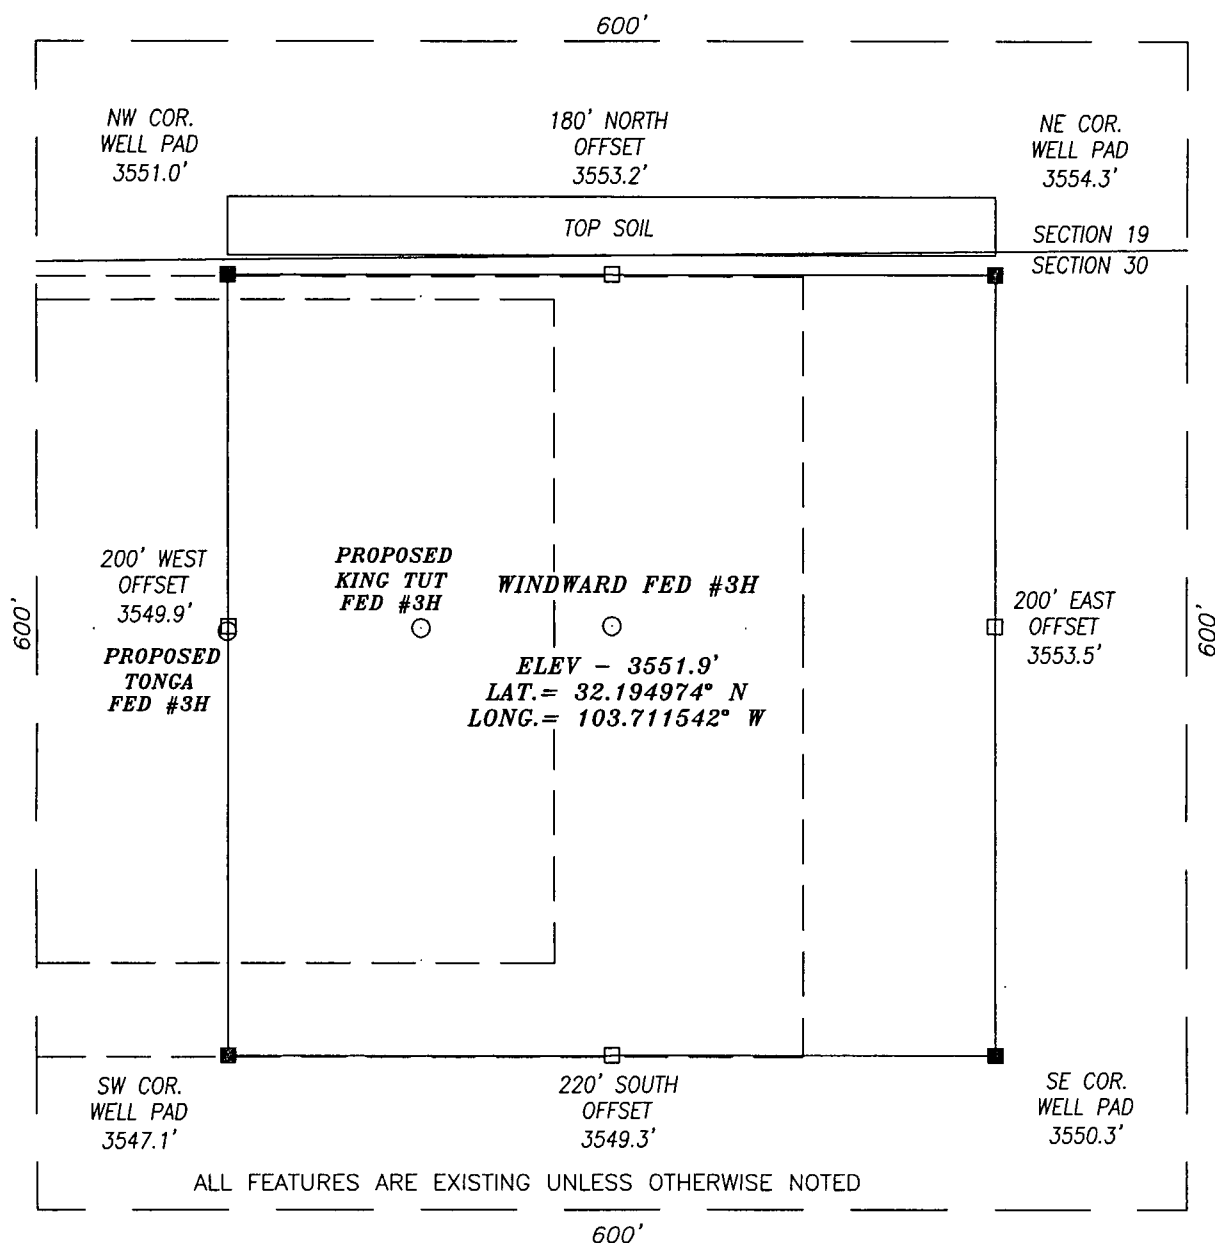 600'
NW COR.
WELL PAD
3551.0'
180' NORTH
OFFSET
3553.2'
NE COR.
WELL PAD
3554.3'
TOP SOIL
SECTION 19
SECTION 30
600'
200' WEST
OFFSET
3549.9'
PROPOSED
TONGA
FED #3H
PROPOSED
KING TUT
FED #3H
WINDWARD FED #3H
ELEV - 3551.9'
LAT.= 32.194974° N
LONG.= 103.711542° W
200' EAST
OFFSET
3553.5'
600'
SW COR.
WELL PAD
3547.1'
220' SOUTH
OFFSET
3549.3'
SE COR.
WELL PAD
3550.3'
ALL FEATURES ARE EXISTING UNLESS OTHERWISE NOTED
600'